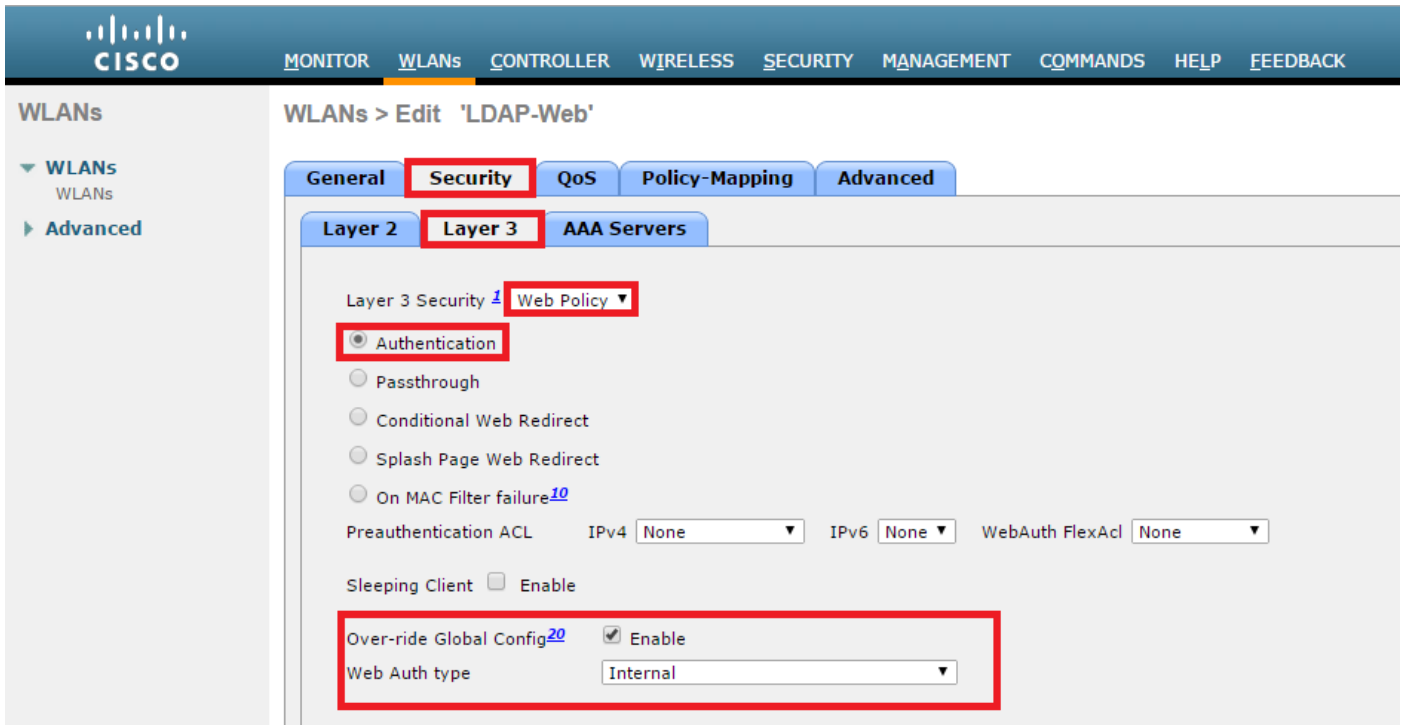 CISCO
MONITOR WLANs CONTROLLER WIRELESS SECURITY MANAGEMENT COMMANDS HELP FEEDBACK
WLANs
WLANs > Edit 'LDAP-Web'
WLANs
WLANs
Advanced
General Security QoS Policy-Mapping Advanced
Layer 2 Layer 3 AAA Servers
Layer 3 Security 1 Web Policy
Authentication
Passthrough
Conditional Web Redirect
Splash Page Web Redirect
On MAC Filter failure10
Preauthentication ACL IPv4 None IPv6 None WebAuth FlexAcl None
Sleeping Client Enable
Over-ride Global Config20 Enable
Web Auth type Internal